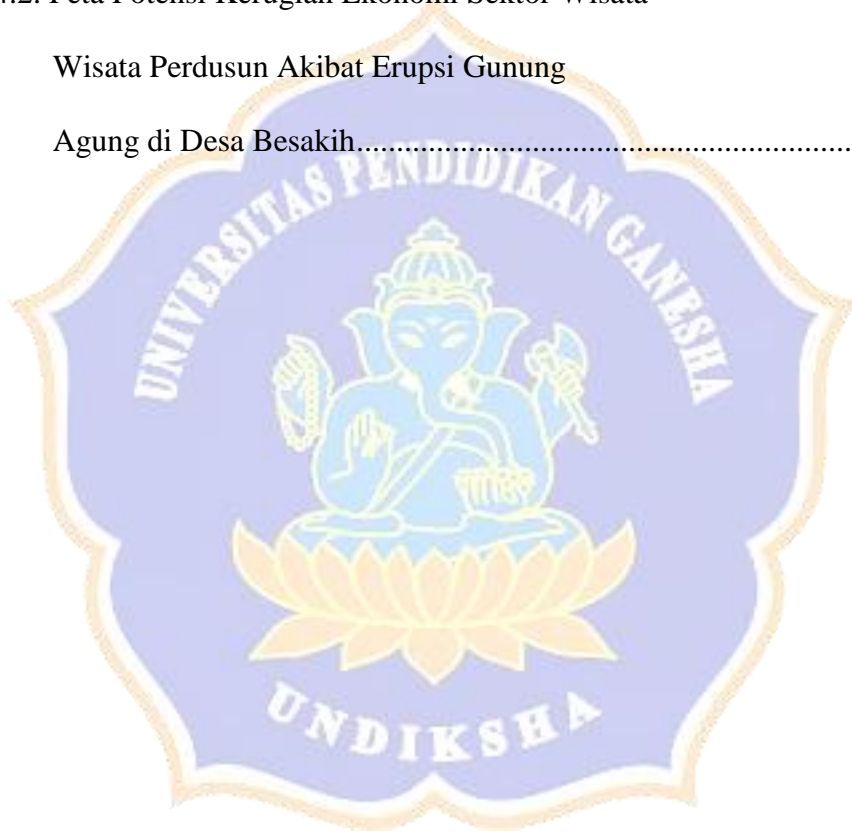 4.2. Peta Potensi Kerugian Ekonomi Sektor Wisata
Wisata Perdusun Akibat Erupsi Gunung
Agung di Desa Besakih..............................................................
UNIVERSITAS PENDIDIKAN GANESHA
UNDIKSHA